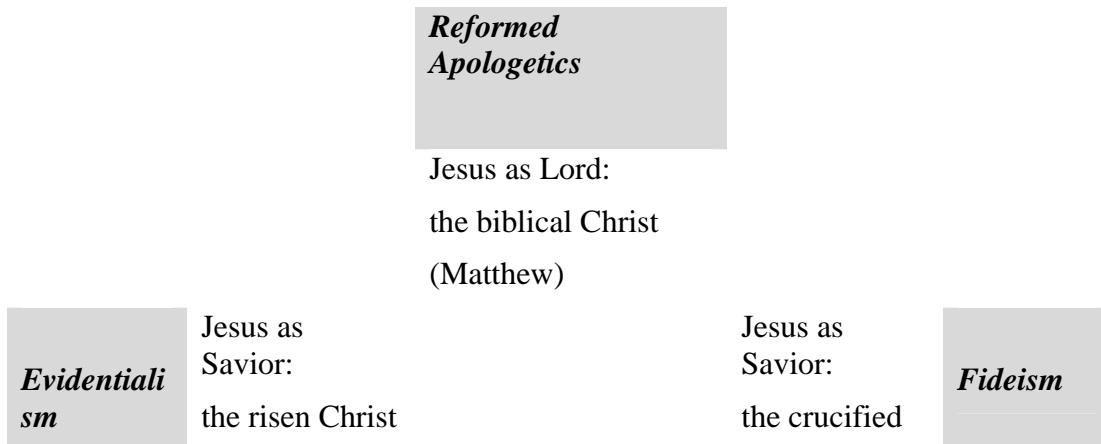 Reformed
Apologetics
Jesus as Lord:
the biblical Christ
(Matthew)
Evidentiali
sm
Jesus as
Savior:
the risen Christ
Jesus as
Savior:
the crucified
Fideism